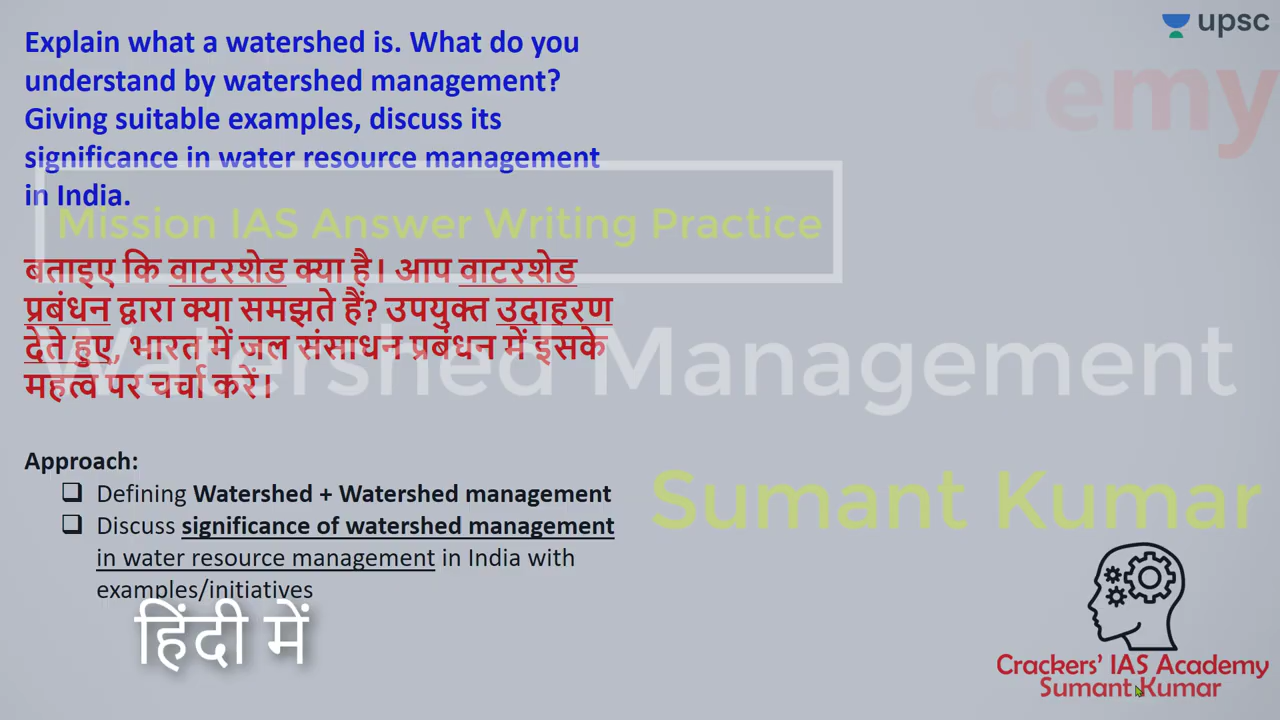 upsc
demy
Explain what a watershed is. What do you
understand by watershed management?
Giving suitable examples, discuss its
significance in water resource management
in India.
Mission IAS Answer Writing Practice
बताइए कि वाटरशेड क्या है। आप वाटरशेड
प्रबंधन द्वारा क्या समझते हैं? उपयुक्त उदाहरण
देते हुए, भारत में जल संसाधन प्रबंधन में इसके
महत्व पर चर्चा करें।
Watershed Management
Approach:
❑ Defining Watershed + Watershed management
❑ Discuss significance of watershed management
in water resource management in India with
examples/initiatives
Sumant Kumar
हिंदी में
Crackers' IAS Academy
Sumant Kumar